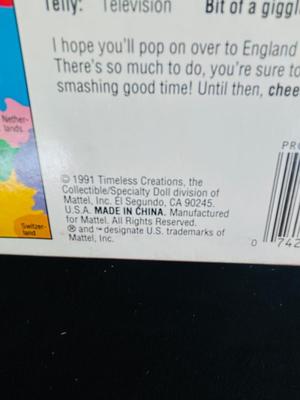 Telly: Television Bit of a giggl
I hope you'll pop on over to England
There's so much to do, you're sure to
smashing good time! Until then, chee
Nether-
lands
PR
© 1991 Timeless Creations, the
Collectible/Specialty Doll division of
Mattel, Inc. El Segundo, CA 90245.
U.S.A. MADE IN CHINA. Manufactured
for Mattel. All Rights Reserved.
® and ™ designate U.S. trademarks of
Mattel, Inc.
Switzer-
land
0 742